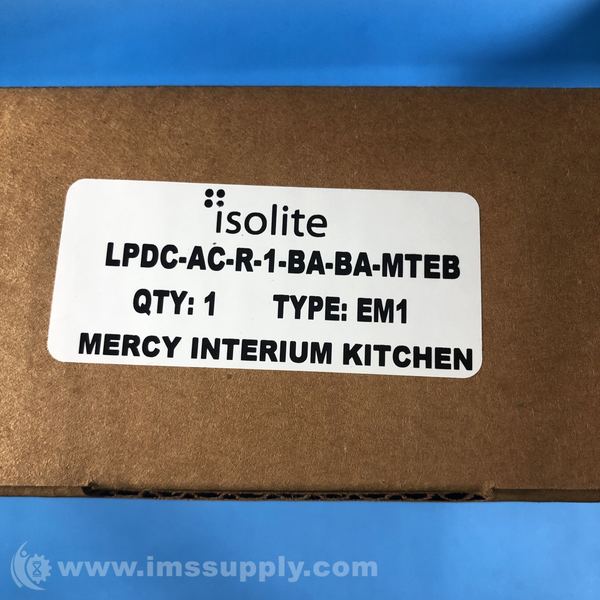 isolite
LPDC-AC-R-1-BA-BA-MTEB
QTY: 1 TYPE: EM1
MERCY INTERIUM KITCHEN
www.imssupply.com